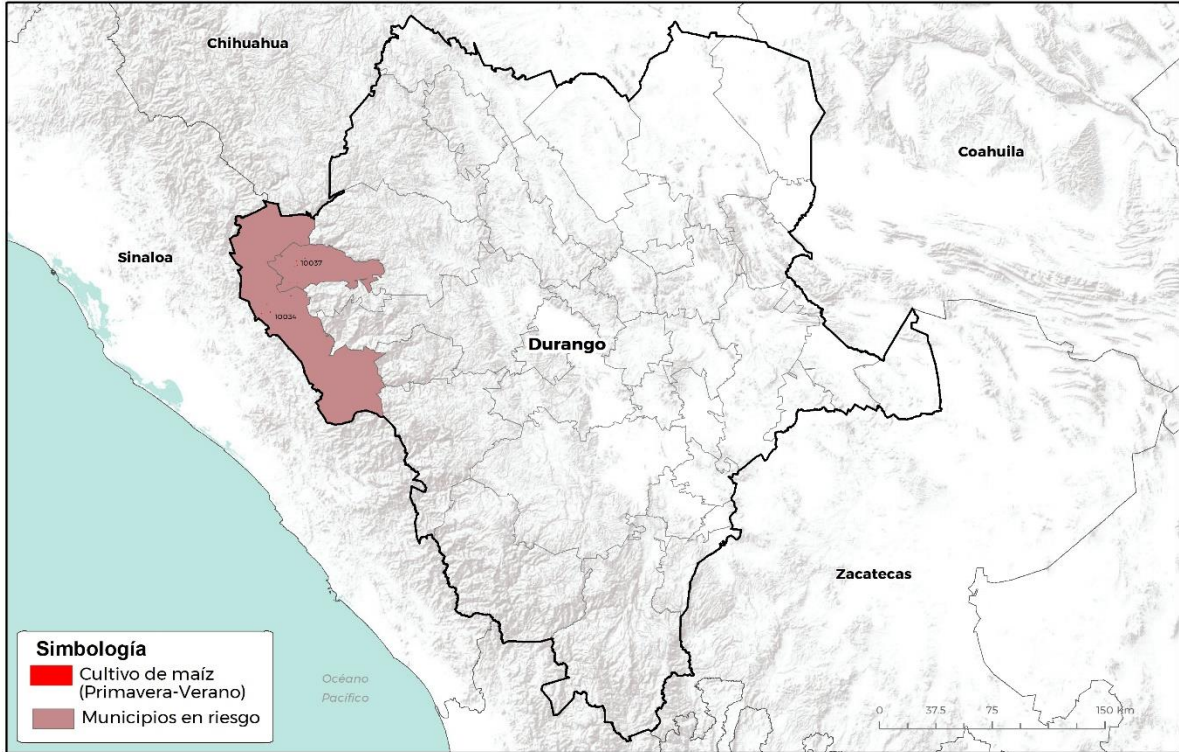 Chihuahua
Coahuila
Sinaloa
10037
10034
Durango
Zacatecas
Simbología
Cultivo de maíz
(Primavera-Verano)
Municipios en riesgo
Océano
Pacífico
0 37.5 75 150 Km